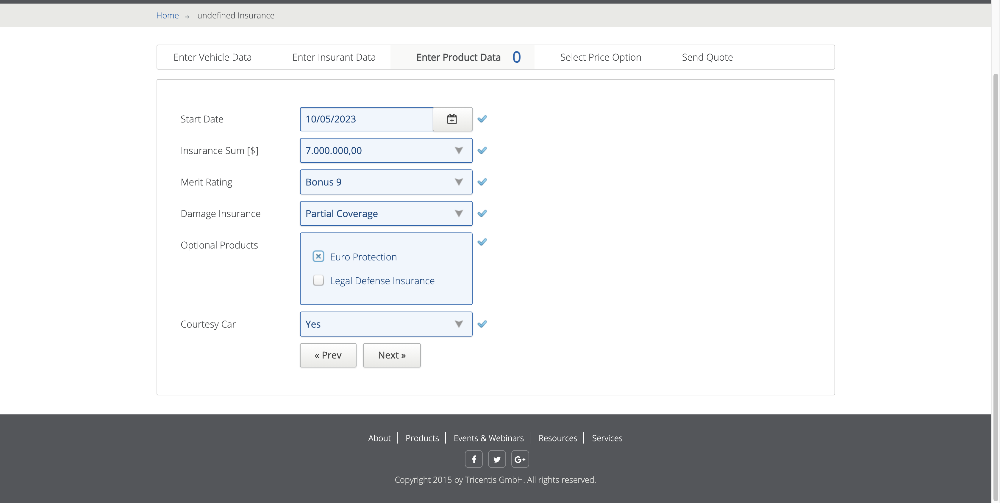 Home → undefined Insurance
Enter Vehicle Data Enter Insurant Data Enter Product Data 0 Select Price Option Send Quote
Start Date 10/05/2023
Insurance Sum [$] 7.000.000,00
Merit Rating Bonus 9
Damage Insurance Partial Coverage
Optional Products
Euro Protection
Legal Defense Insurance
Courtesy Car Yes
« Prev Next »
About Products Events & Webinars Resources Services
f G+
Copyright 2015 by Tricentis GmbH. All rights reserved.